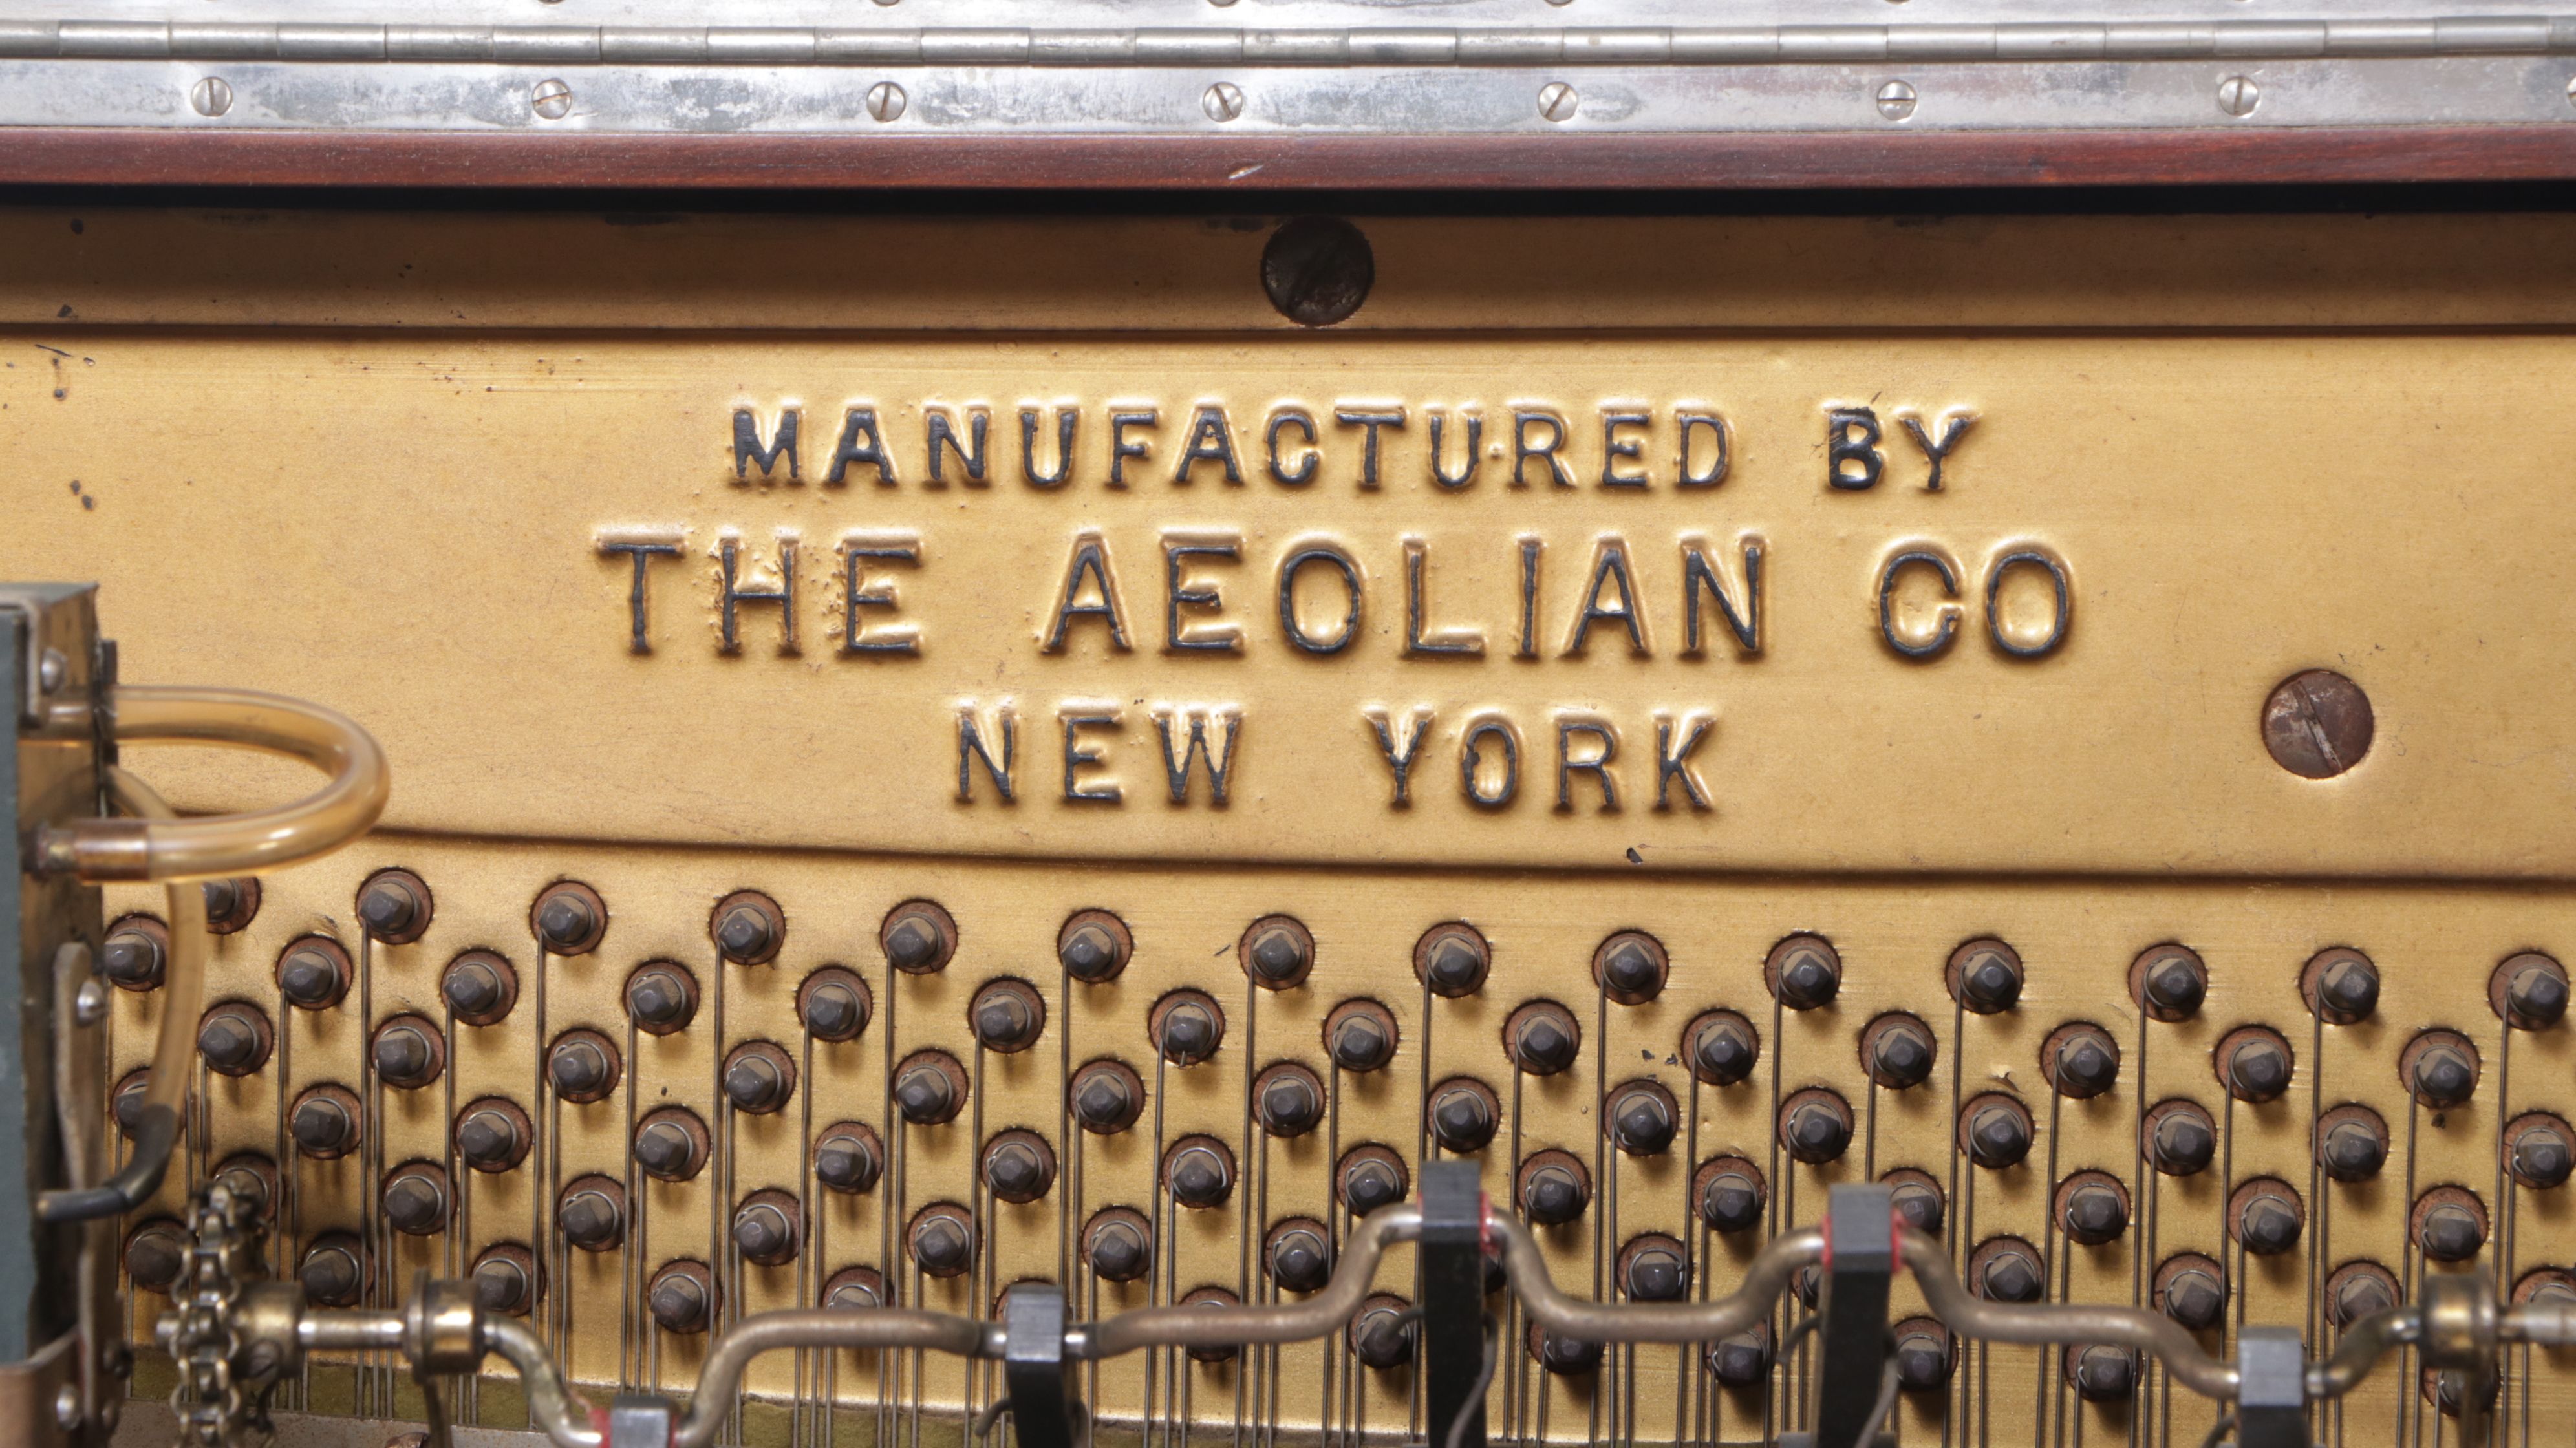 MANUFACTURED BY
THE AEOLIAN CO
NEW YORK